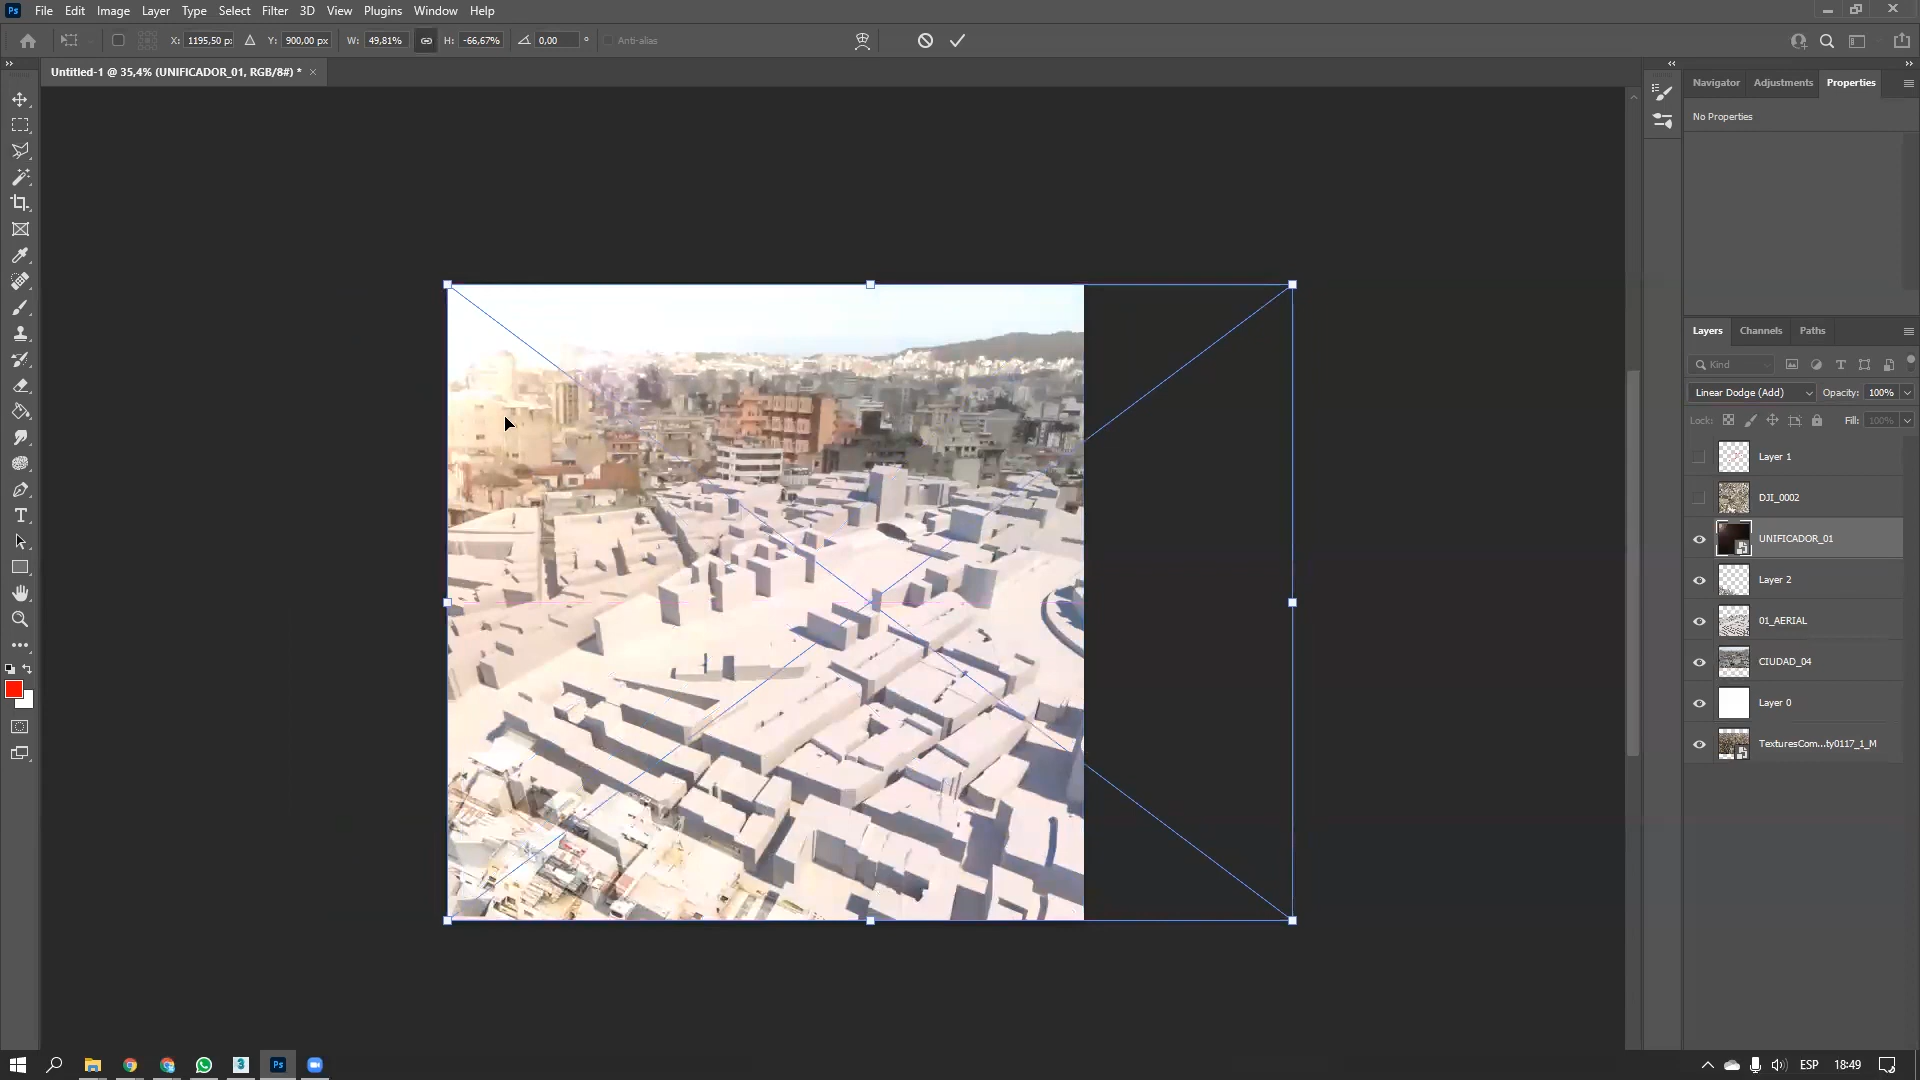 Ps File Edit Image Layer Type Select Filter 3D View Plugins Window Help
X: 1195,50 p Y: 900,00 px W: 49,81% H: -66,67% 0,00 ° Anti-alias
Untitled-1 @ 35,4% (UNIFICADOR_01, RGB/8#) * ×
Navigator Adjustments Properties
No Properties
Layers Channels Paths
Kind
Linear Dodge (Add) Opacity: 100%
Lock: Fill: 100%
Layer 1
DJI_0002
UNIFICADOR_01
Layer 2
01_AERIAL
CIUDAD_04
Layer 0
TexturesCom...ty0117_1_M
3 Ps ESP 18:49